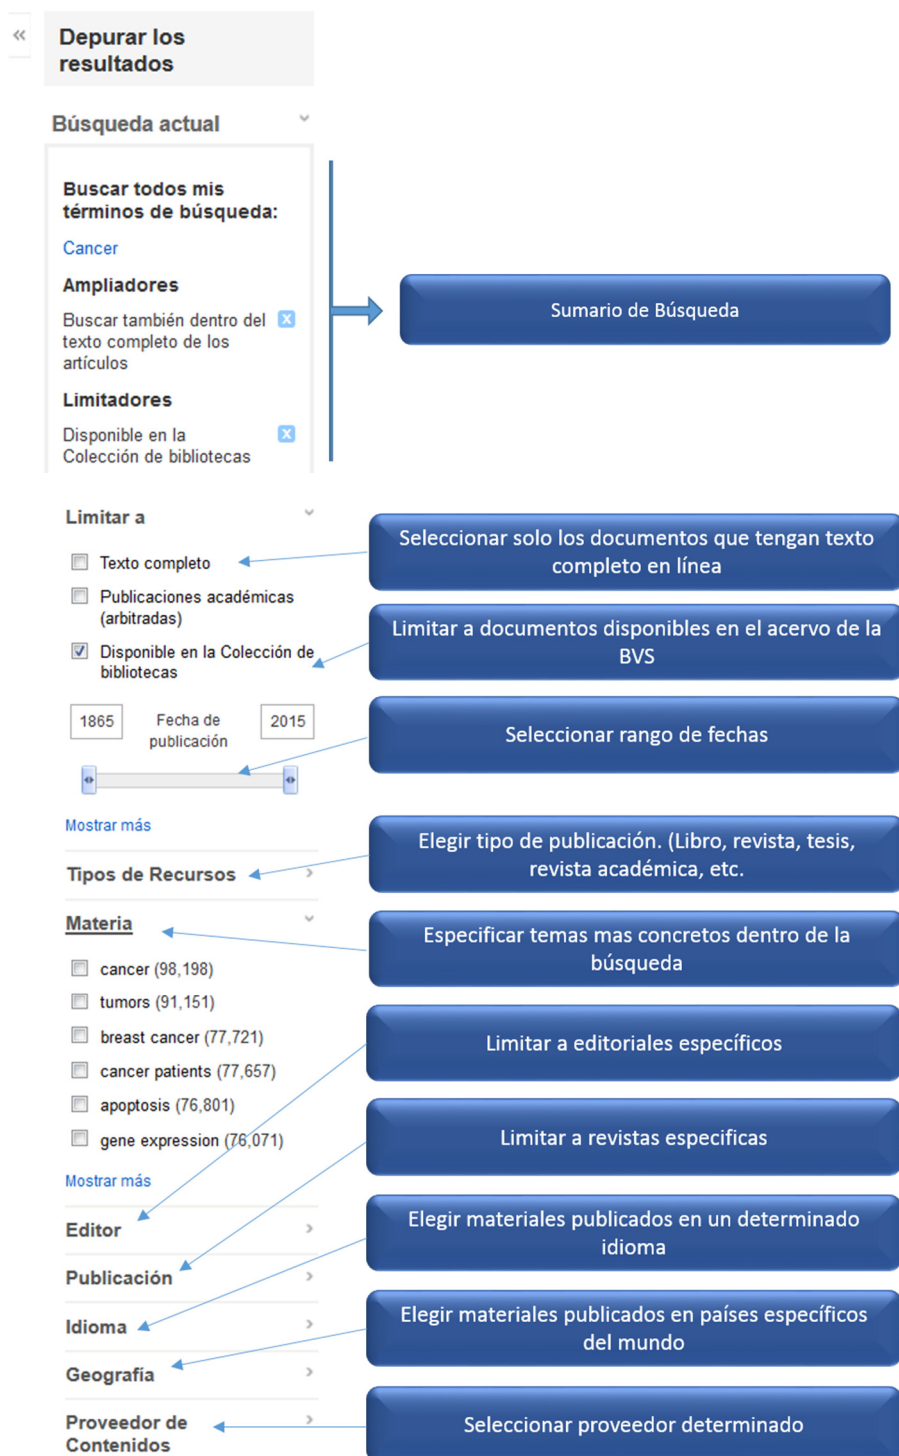 Depurar los
resultados
Búsqueda actual
Buscar todos mis
términos de búsqueda:
Cancer
Ampliadores
Buscar también dentro del
texto completo de los
artículos
Limitadores
Disponible en la
Colección de bibliotecas
Sumario de Búsqueda
Limitar a
Texto completo
Seleccionar solo los documentos que tengan texto
completo en línea
Publicaciones académicas
(arbitradas)
Disponible en la Colección de
bibliotecas
Limitar a documentos disponibles en el acervo de la
BVS
1865 Fecha de 2015
publicación
Seleccionar rango de fechas
Mostrar más
Tipos de Recursos
Elegir tipo de publicación. (Libro, revista, tesis,
revista académica, etc.
Materia
Especificar temas mas concretos dentro de la
búsqueda
cancer (98,198)
tumors (91,151)
breast cancer (77,721)
cancer patients (77,657)
apoptosis (76,801)
gene expression (76,071)
Mostrar más
Limitar a editoriales específicos
Limitar a revistas especificas
Editor
Publicación
Elegir materiales publicados en un determinado
idioma
Idioma
Elegir materiales publicados en países específicos
del mundo
Geografía
Proveedor de
Contenidos
Seleccionar proveedor determinado